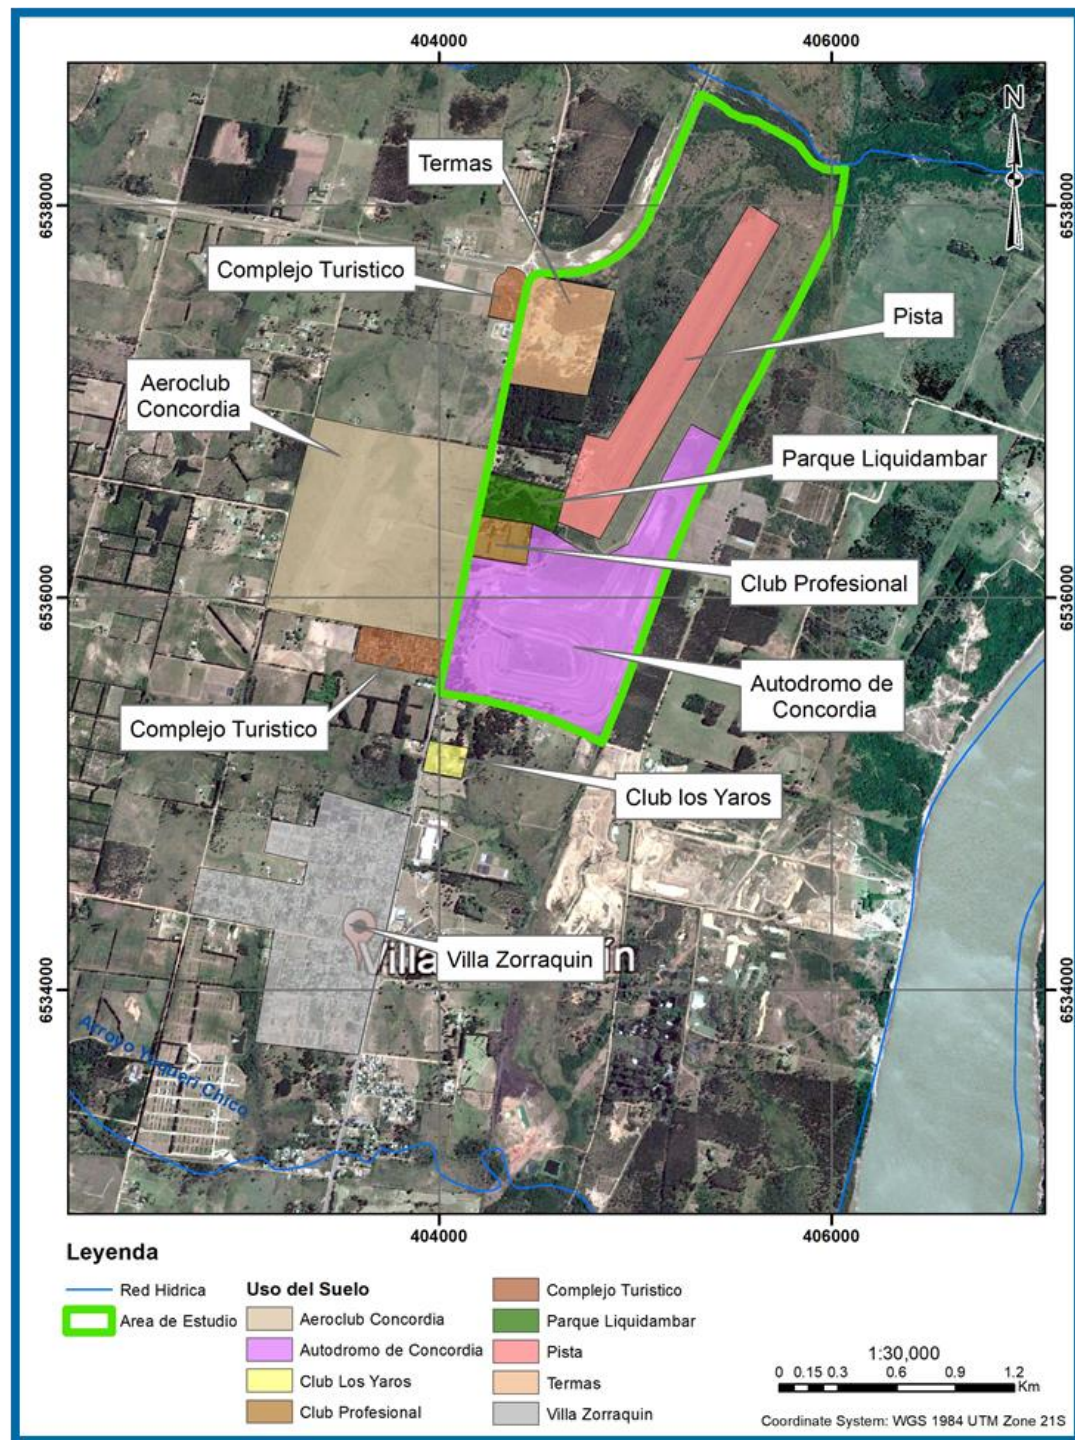 404000
406000
N
6538000
6538000
Termas
Complejo Turistico
Pista
Aeroclub
Concordia
Parque Liquidambar
Club Profesional
6536000
6536000
Autodromo de
Concordia
Complejo Turistico
Club los Yaros
Villa
Villa Zorraquin
ín
6534000
6534000
Arroyo Yuqueri Chico
404000
406000
Leyenda
Red Hidrica
Area de Estudio
Uso del Suelo
Aeroclub Concordia
Autodromo de Concordia
Club Los Yaros
Club Profesional
Complejo Turistico
Parque Liquidambar
Pista
Termas
Villa Zorraquin
1:30,000
0 0.15 0.3 0.6 0.9 1.2
Km
Coordinate System: WGS 1984 UTM Zone 21S